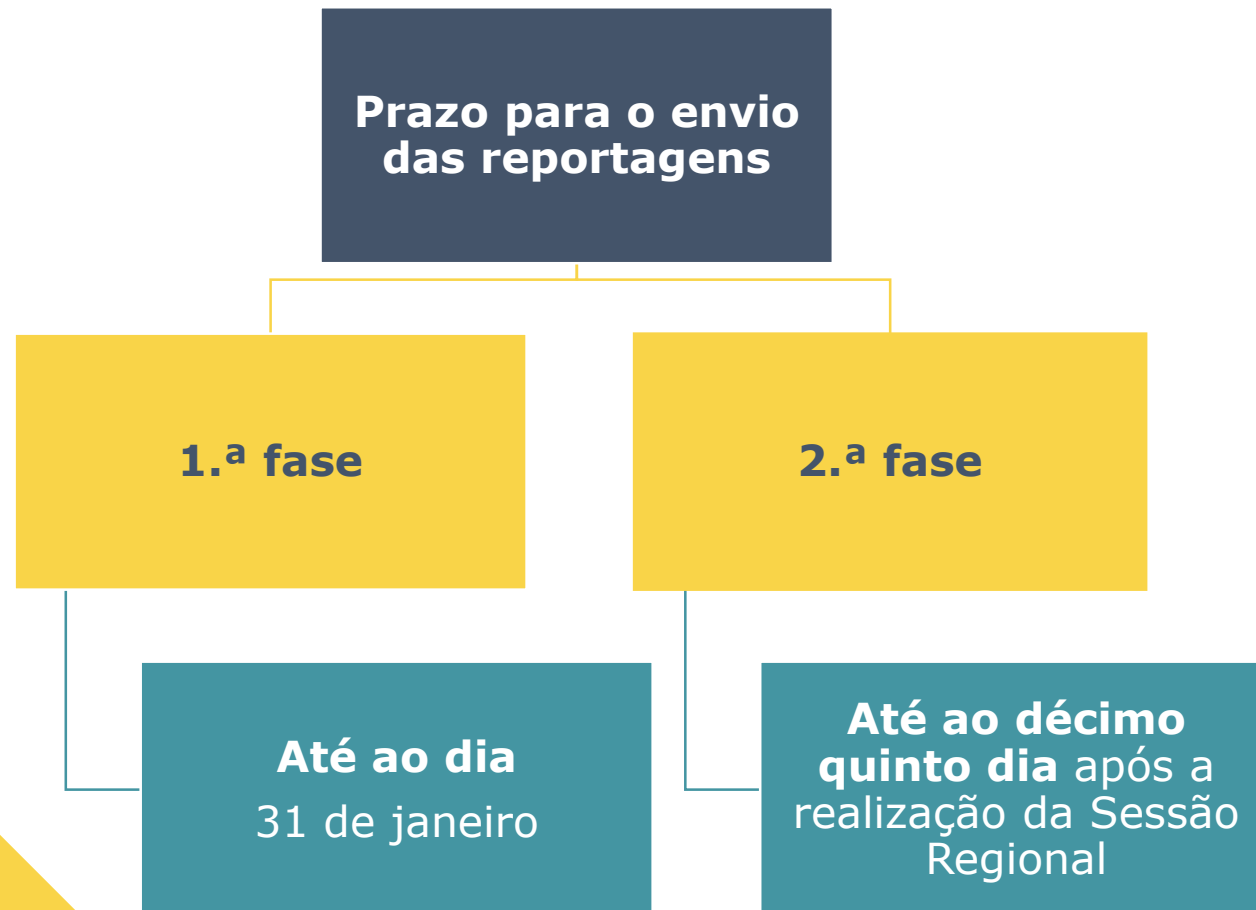 Prazo para o envio
das reportagens
1.ª fase
2.ª fase
Até ao dia
31 de janeiro
Até ao décimo
quinto dia após a
realização da Sessão
Regional